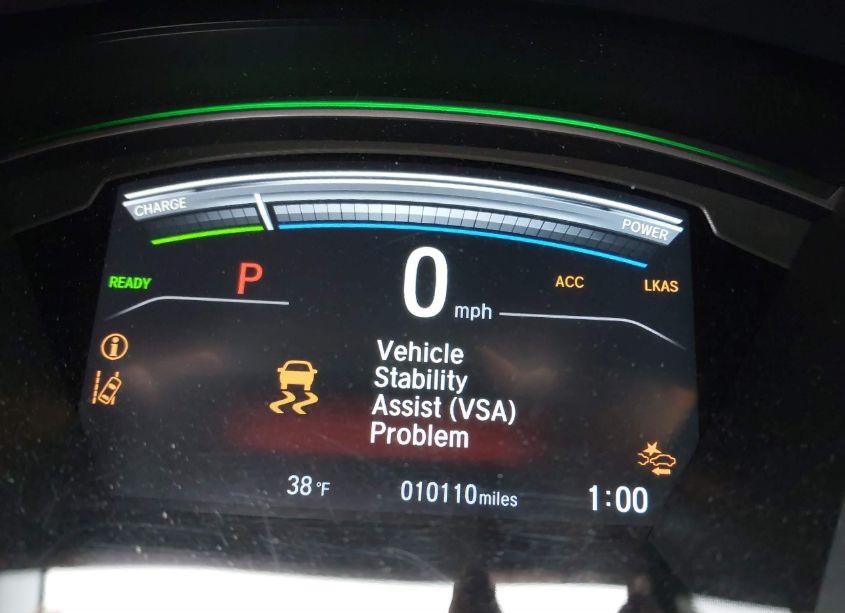 CHARGE
POWER
READY
P
0 mph
ACC
LKAS
Vehicle
Stability
Assist (VSA)
Problem
38°F
010110 miles
1:00